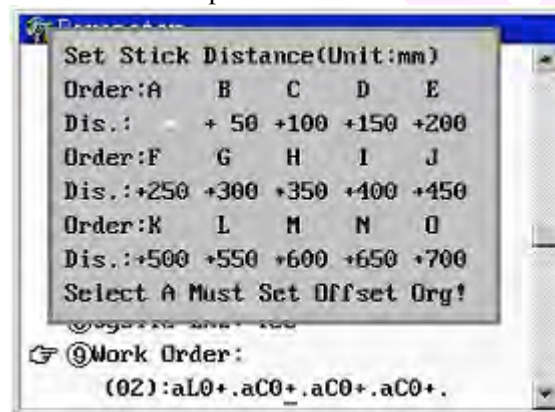 Set Stick Distance(Unit:mm)
Order:A B C D E
Dis.: + 50 +100 +150 +200
Order:F G H I J
Dis.:+250 +300 +350 +400 +450
Order:K L M N O
Dis.:+500 +550 +600 +650 +700
Select A Must Set Offset Org!
⑨Work Order:
(02):aL0+.aC0+.aC0+.aC0+.